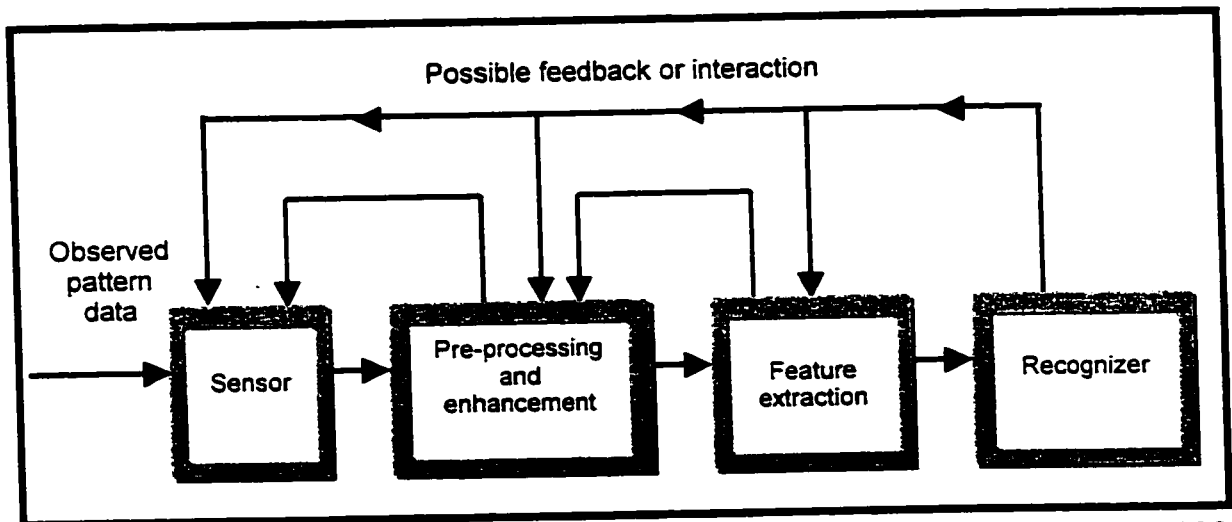 Possible feedback or interaction
Observed
pattern
data
Sensor
Pre-processing
and
enhancement
Feature
extraction
Recognizer